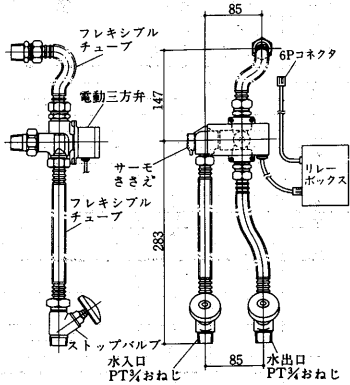 フレキシブル
チューブ
電動三方弁
サーモ
ささえ
フレキシブル
チューブ
ストップバルブ
85
147
283
6Pコネクタ
リレー
ボックス
85
水入口
PT¾おねじ
水出口
PT¾おねじ